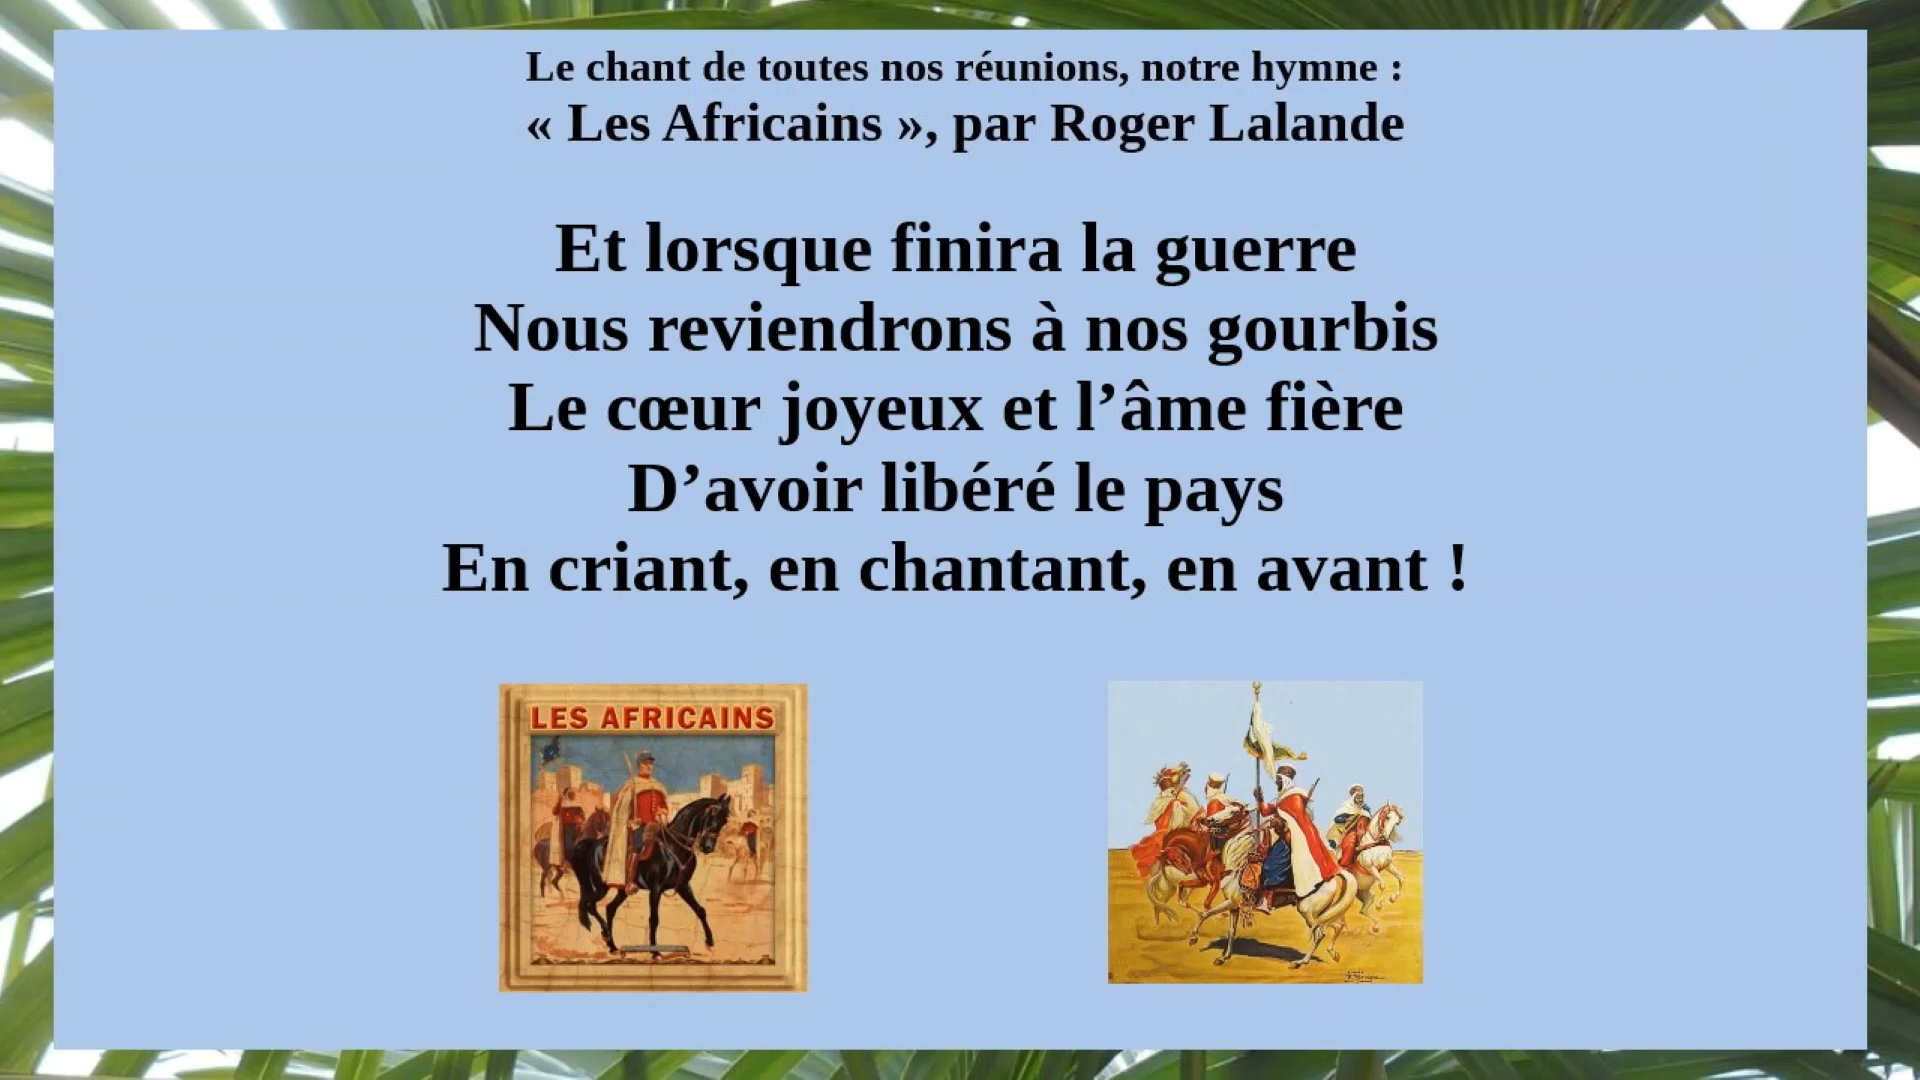 Le chant de toutes nos réunions, notre hymne :
« Les Africains », par Roger Lalande
Et lorsque finira la guerre
Nous reviendrons à nos gourbis
Le cœur joyeux et l’âme fière
D’avoir libéré le pays
En criant, en chantant, en avant !
LES AFRICAINS